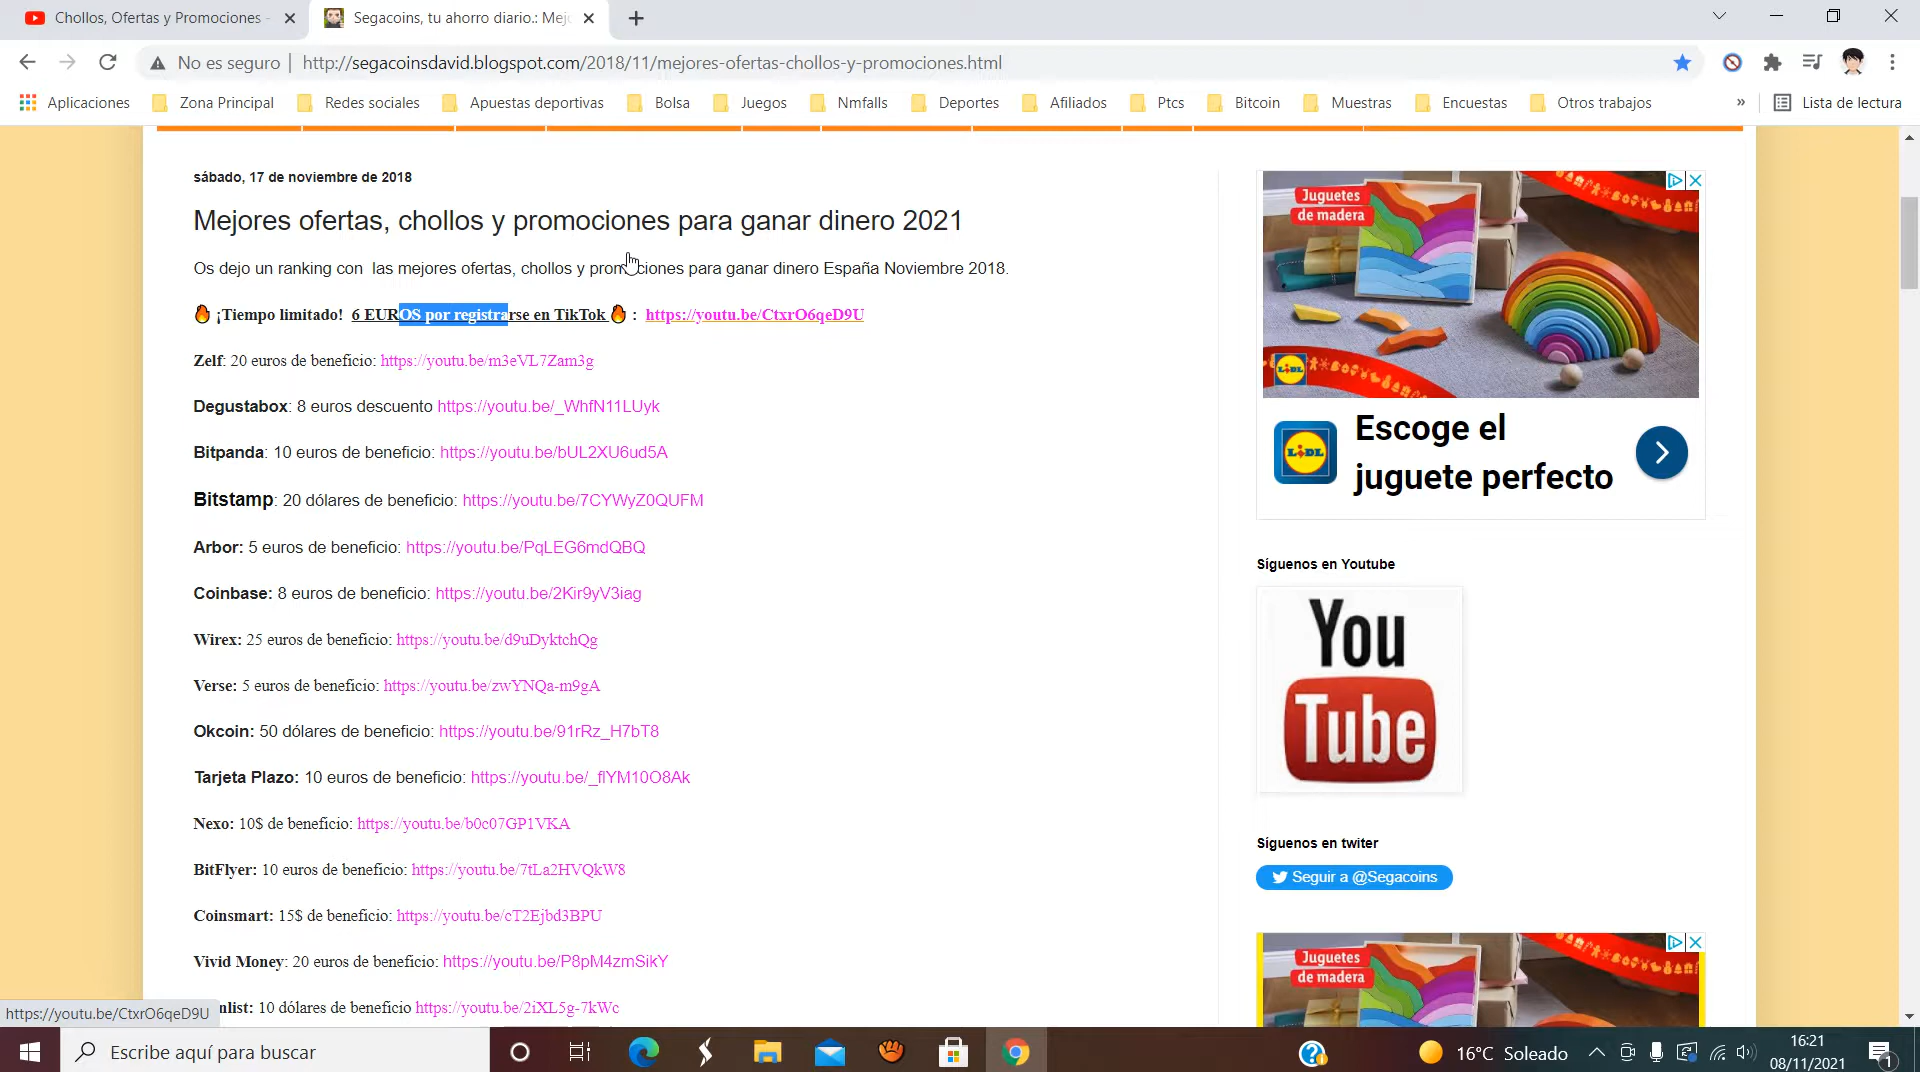 Chollos, Ofertas y Promociones -
Segacoins, tu ahorro diario.: Mej
No es seguro | http://segacoinsdavid.blogspot.com/2018/11/mejores-ofertas-chollos-y-promociones.html
Aplicaciones
Zona Principal
Redes sociales
Apuestas deportivas
Bolsa
Juegos
Nmfalls
Deportes
Afiliados
Ptcs
Bitcoin
Muestras
Encuestas
Otros trabajos
»
Lista de lectura
sábado, 17 de noviembre de 2018
Mejores ofertas, chollos y promociones para ganar dinero 2021
Os dejo un ranking con las mejores ofertas, chollos y promociones para ganar dinero España Noviembre 2018.
🔥 ¡Tiempo limitado! 6 EUROS por registrarse en TikTok 🔥 : https://youtu.be/CtxrO6qeD9U
Zelf: 20 euros de beneficio: https://youtu.be/m3eVL7Zam3g
Degustabox: 8 euros descuento https://youtu.be/_WhfN11LUyk
Bitpanda: 10 euros de beneficio: https://youtu.be/bUL2XU6ud5A
Bitstamp: 20 dólares de beneficio: https://youtu.be/7CYWyZ0QUFM
Arbor: 5 euros de beneficio: https://youtu.be/PqLEG6mdQBQ
Coinbase: 8 euros de beneficio: https://youtu.be/2Kir9yV3iag
Wirex: 25 euros de beneficio: https://youtu.be/d9uDyktchQg
Verse: 5 euros de beneficio: https://youtu.be/zwYNQa-m9gA
Okcoin: 50 dólares de beneficio: https://youtu.be/91rRz_H7bT8
Tarjeta Plazo: 10 euros de beneficio: https://youtu.be/_flYM10O8Ak
Nexo: 10$ de beneficio: https://youtu.be/b0c07GP1VKA
BitFlyer: 10 euros de beneficio: https://youtu.be/7tLa2HVQkW8
Coinsmart: 15$ de beneficio: https://youtu.be/cT2Ejbd3BPU
Vivid Money: 20 euros de beneficio: https://youtu.be/P8pM4zmSikY
nlist: 10 dólares de beneficio https://youtu.be/2iXL5g-7kWc
https://youtu.be/CtxrO6qeD9U
Juguetes
de madera
LIDL
LIDL
Escoge el
juguete perfecto
Síguenos en Youtube
You
Tube
Síguenos en twiter
Seguir a @Segacoins
Juguetes
de madera
Escribe aquí para buscar
16°C Soleado
16:21
08/11/2021
1